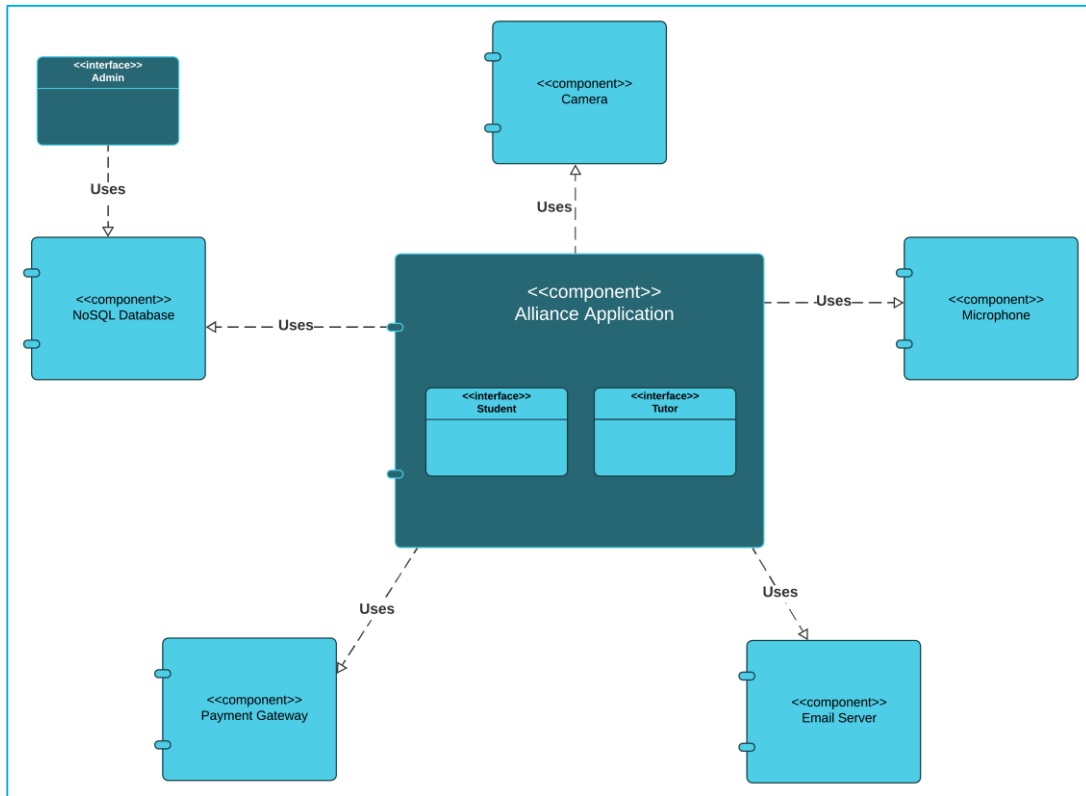 <<interface>>
Admin
Uses
<<component>>
Camera
Uses
<<component>>
NoSQL Database
Uses
<<component>>
Alliance Application
<<interface>>
Student
<<interface>>
Tutor
Uses
<<component>>
Microphone
Uses
<<component>>
Payment Gateway
Uses
<<component>>
Email Server